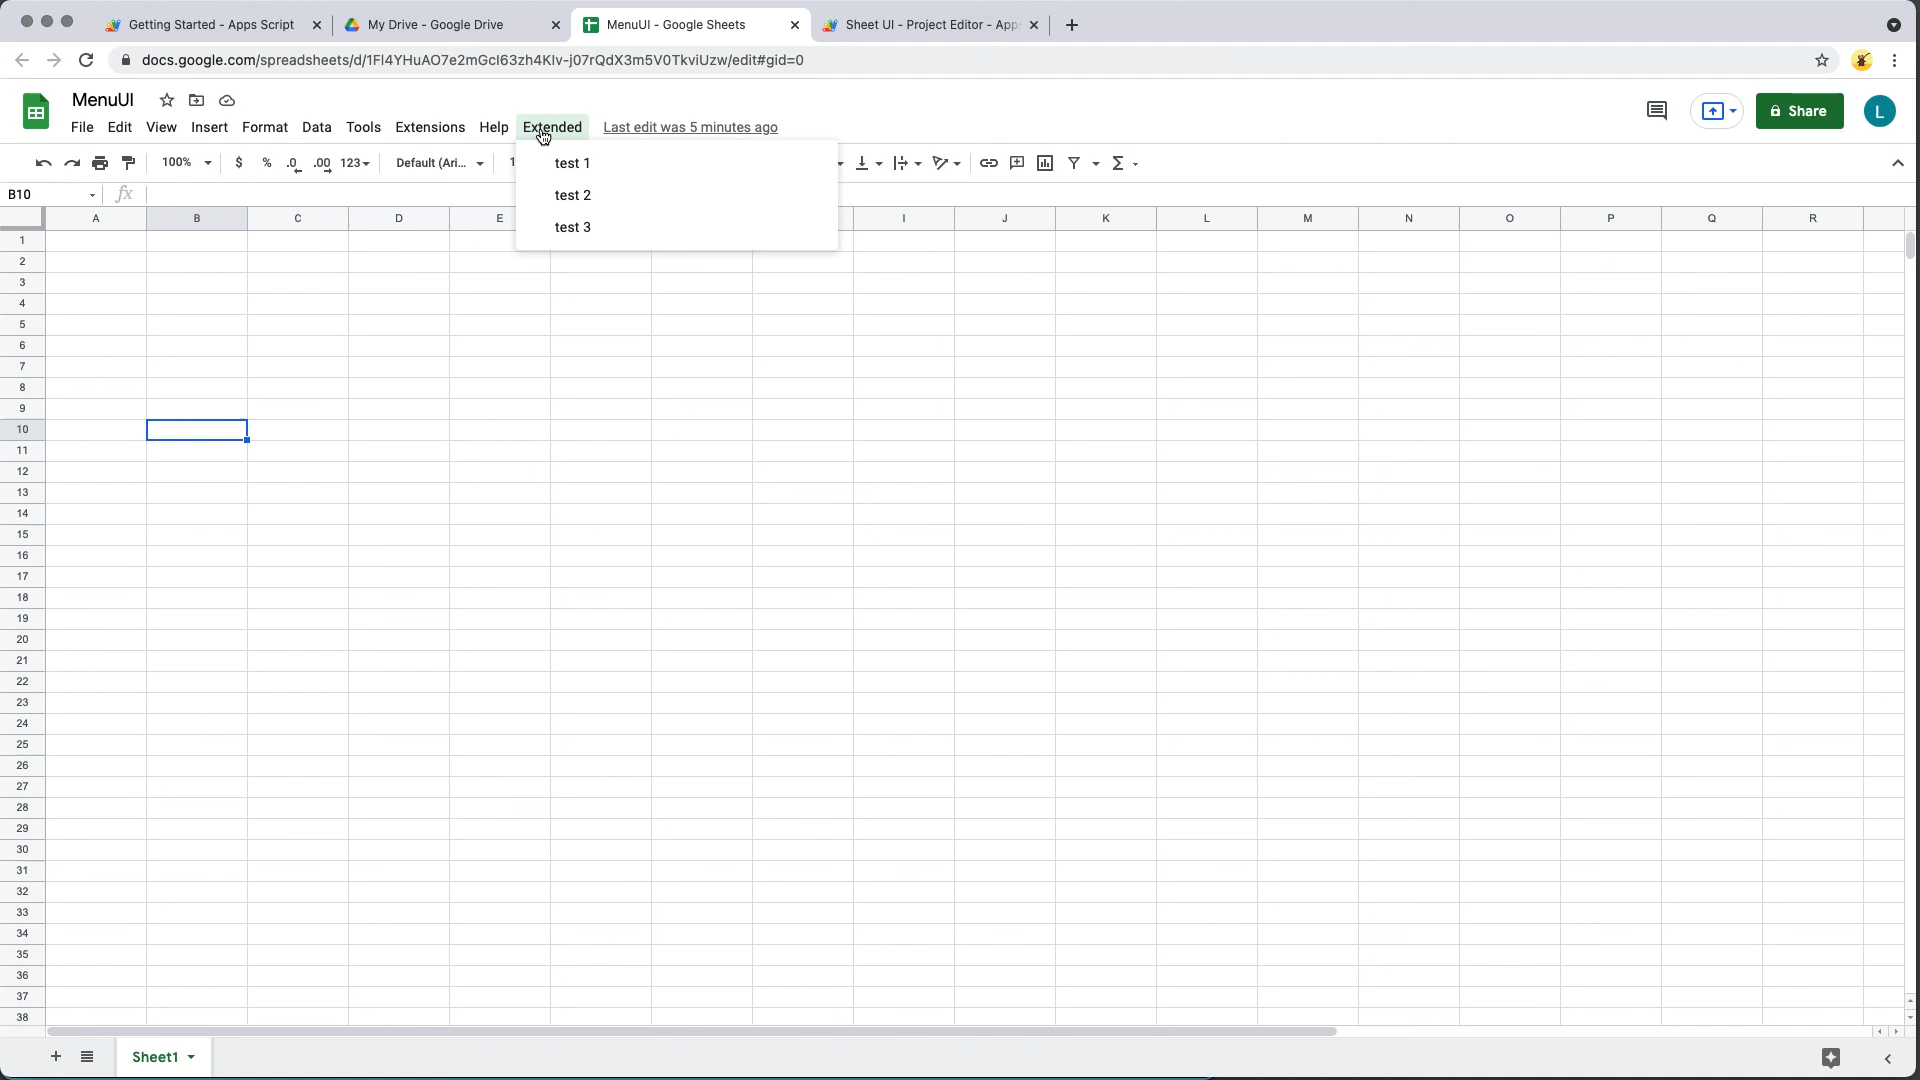 Getting Started - Apps Script
My Drive - Google Drive
MenuUI - Google Sheets
Sheet UI - Project Editor - App
docs.google.com/spreadsheets/d/1Fl4YHuAO7e2mGcl63zh4Klv-j07rQdX3m5V0TkviUzw/edit#gid=0
MenuUI
Share
L
File Edit View Insert Format Data Tools Extensions Help Extended Last edit was 5 minutes ago
100% $ % .0 .00 123 Default (Ari... 1
test 1
test 2
test 3
B10 fx
A B C D E I J K L M N O P Q R
1
2
3
4
5
6
7
8
9
10
11
12
13
14
15
16
17
18
19
20
21
22
23
24
25
26
27
28
29
30
31
32
33
34
35
36
37
38
Sheet1